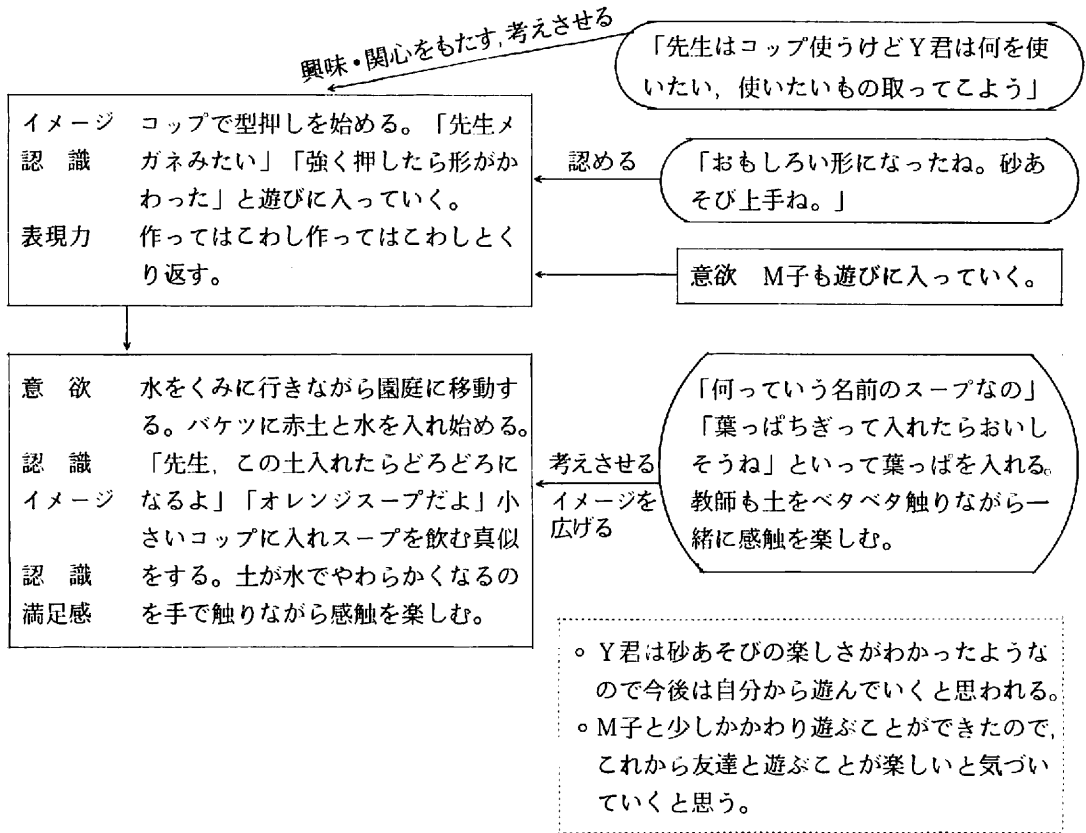 興味・関心をもたす,考えさせる
「先生はコップ使うけどY君は何を使
いたい，使いたいもの取ってこよう」
イメージ　コップで型押しを始める。「先生メ
認　識　ガネみたい」「強く押したら形がか
わった」と遊びに入っていく。
表現力　作ってはこわし作ってはこわしとく
り返す。
認める
「おもしろい形になったね。砂あ
そび上手ね。」
意欲　M子も遊びに入っていく。
意　欲　水をくみに行きながら園庭に移動す
る。バケツに赤土と水を入れ始める。
認　識　「先生，この土入れたらどろどろに
イメージ　なるよ」「オレンジスープだよ」小
さいコップに入れスープを飲む真似
認　識　をする。土が水でやわらかくなるの
満足感　を手で触りながら感触を楽しむ。
考えさせる
イメージを
広げる
「何っていう名前のスープなの」
「葉っぱちぎって入れたらおいし
そうね」といって葉っぱを入れる。
教師も土をベタベタ触りながら一
緒に感触を楽しむ。
◦ Y君は砂あそびの楽しさがわかったような
ので今後は自分から遊んでいくと思われる。
◦ M子と少しかかわり遊ぶことができたので，
これから友達と遊ぶことが楽しいと気づい
ていくと思う。